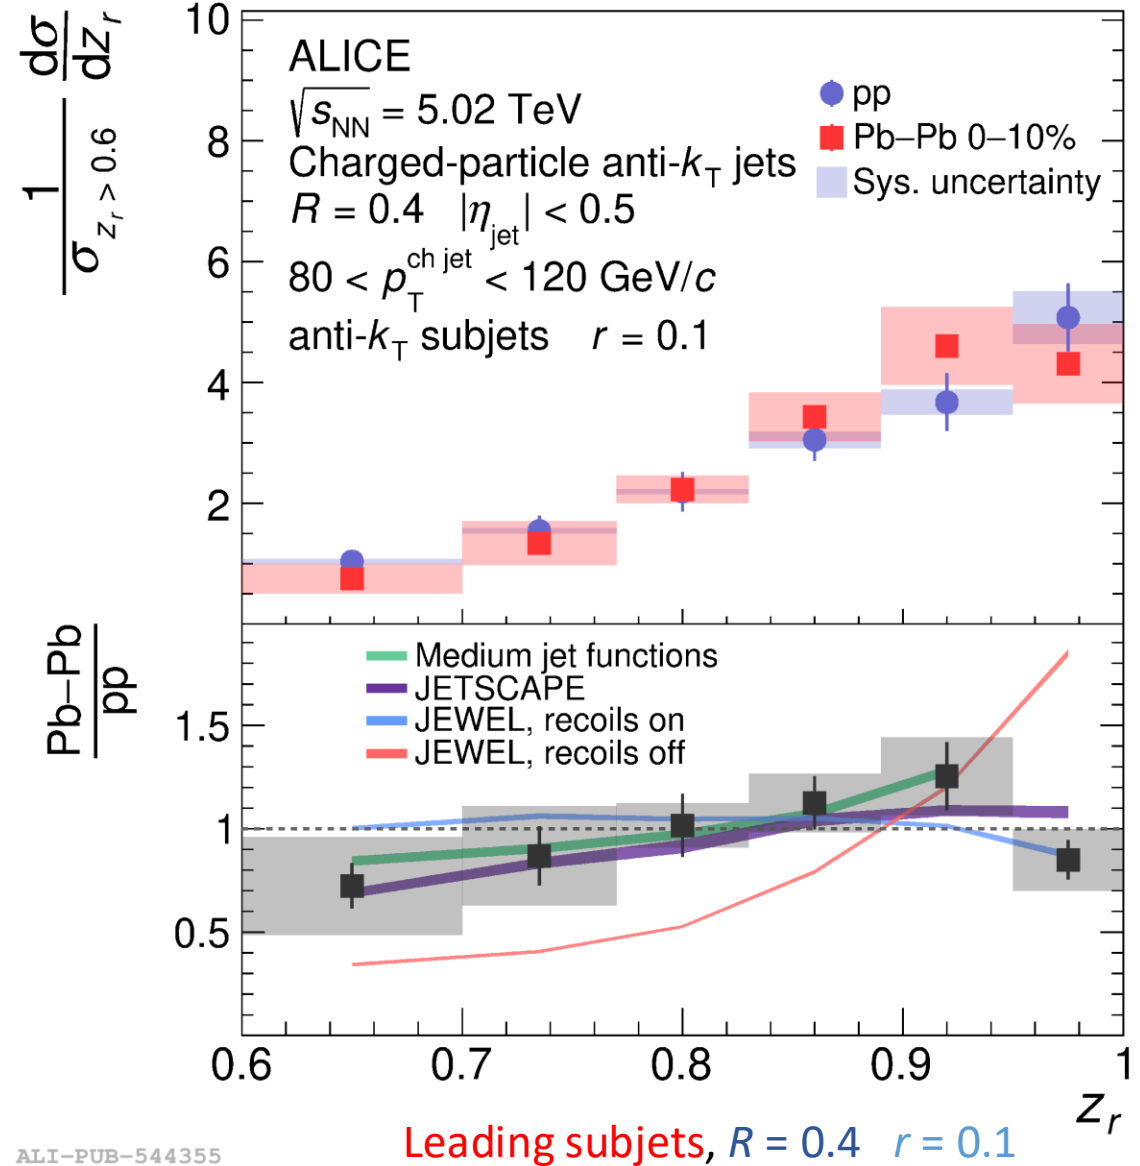 1/σ_{z_r > 0.6} dσ/dz_r
10
8
6
4
2
ALICE
√s_NN = 5.02 TeV
Charged-particle anti-k_T jets
R = 0.4 |η_jet| < 0.5
80 < p_T^{ch jet} < 120 GeV/c
anti-k_T subjets r = 0.1
pp
Pb–Pb 0–10%
Sys. uncertainty
Pb–Pb/pp
1.5
1
0.5
Medium jet functions
JETSCAPE
JEWEL, recoils on
JEWEL, recoils off
0.6 0.7 0.8 0.9 1
z_r
Leading subjets, R = 0.4 r = 0.1
ALI-PUB-544355